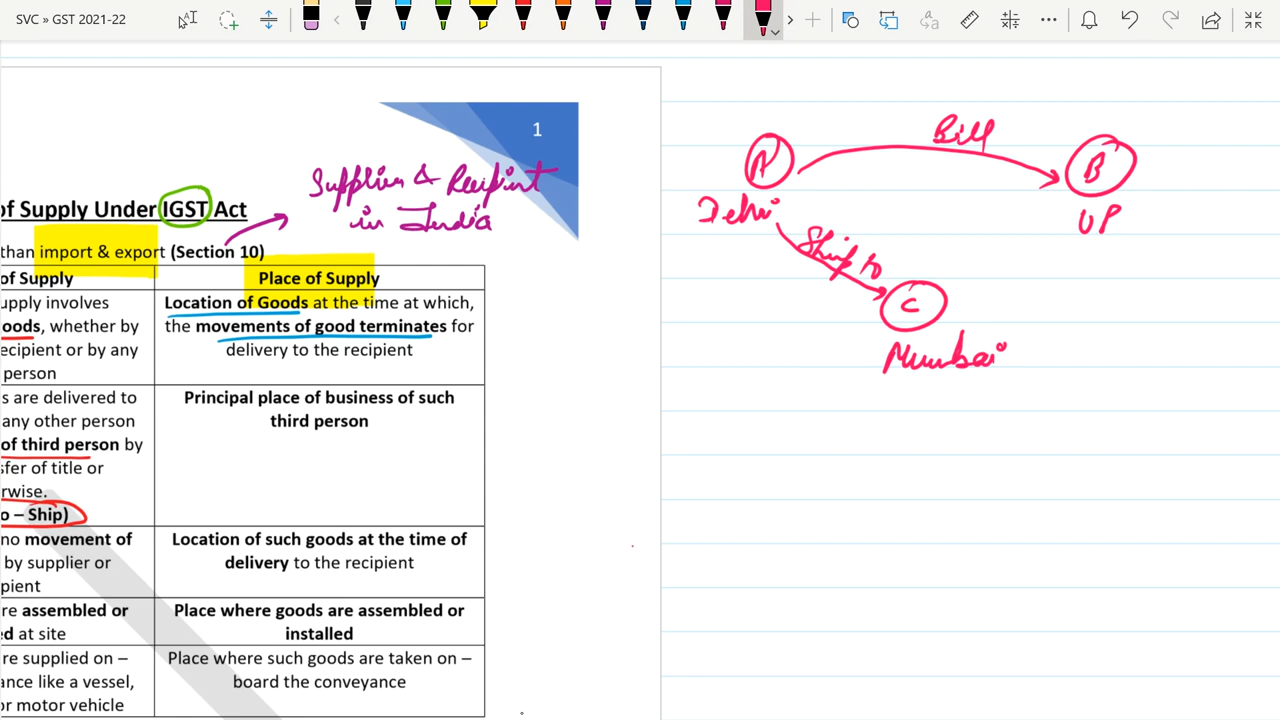 SVC » GST 2021-22
1
Supplier & Recipint
in India
of Supply Under IGST Act
than import & export (Section 10)
of Supply
Place of Supply
upply involves
oods, whether by
ecipient or by any
person
Location of Goods at the time at which,
the movements of good terminates for
delivery to the recipient
s are delivered to
any other person
of third person by
sfer of title or
rwise.
o – Ship)
Principal place of business of such
third person
no movement of
by supplier or
pient
Location of such goods at the time of
delivery to the recipient
re assembled or
ed at site
Place where goods are assembled or
installed
re supplied on –
ance like a vessel,
or motor vehicle
Place where such goods are taken on –
board the conveyance
A
Bill
B
Delhi
UP
Ship to
C
Mumbai